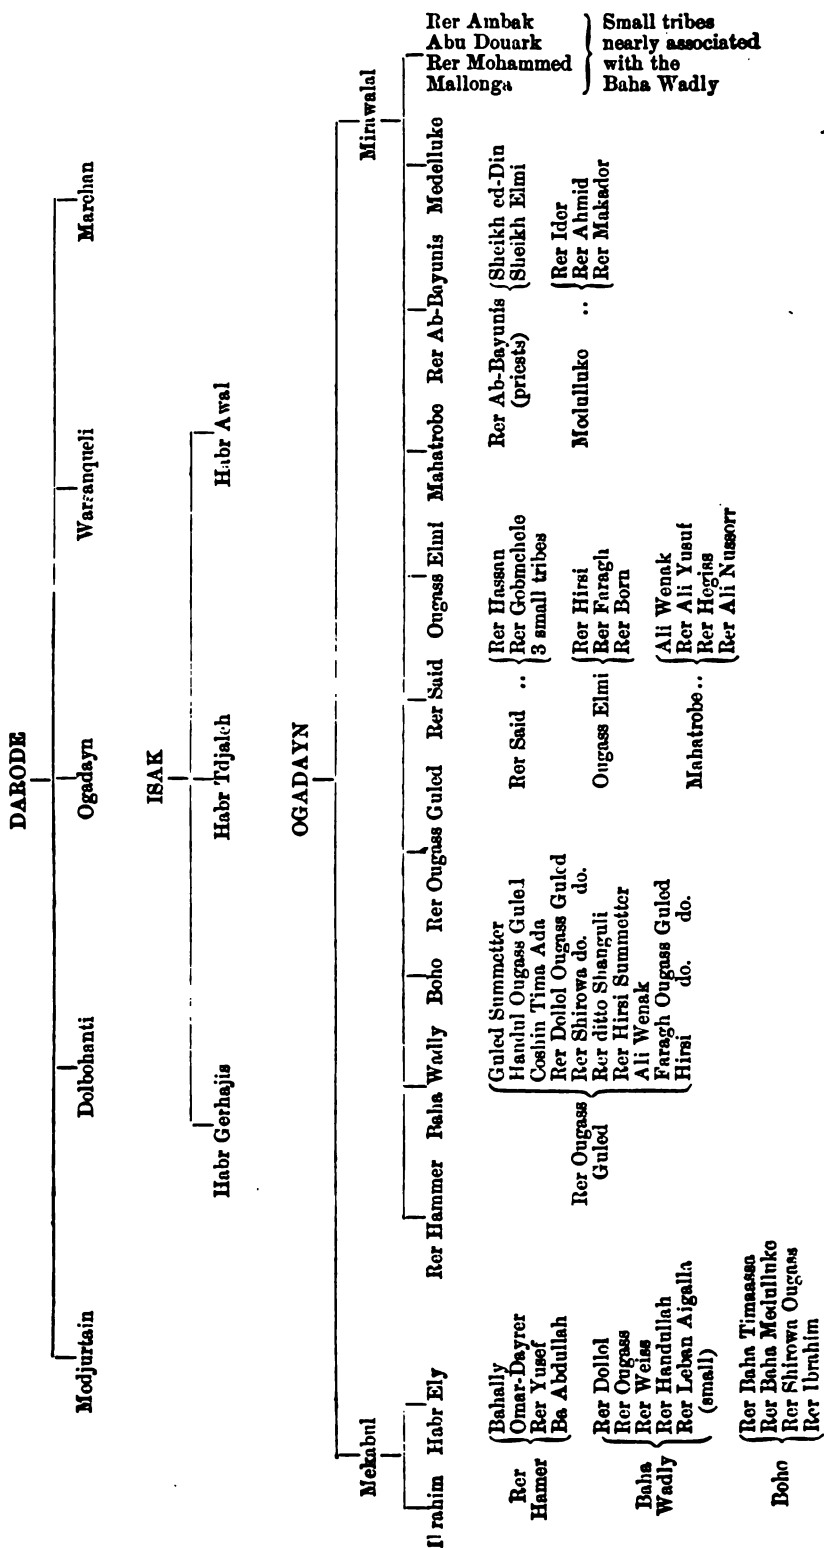 DARODE
Modjurtain Dolbohanti Ogadayn Warsanqueli Marehan
ISAK
Habr Gerhajis Habr Tdjaleh Habr Awal
OGADAYN
Mekabul Mirawalal
Ibrahim Habr Ely Rer Hammer Baha Wadly Boho Rer Ougass Guled Rer Said Ougass Elmi Mahatrobe Rer Ab-Bayunis Medelluko
Rer Ambak
Abu Douark
Rer Mohammed
Mallonga
Small tribes
nearly associated
with the
Baha Wadly
Rer
Hamer
Bahally
Omar-Dayrer
Rer Yusef
Ba Abdullah
Baha
Wadly
Rer Dollol
Rer Ougass
Rer Weiss
Rer Handullah
Rer Leban Aigalla
(small)
Boho
Rer Baha Timaassa
Rer Baha Medulluko
Rer Shirowa Ougass
Rer Ibrahim
Rer Ougass
Guled
Guled Summetter
Handul Ougass Guled
Coshin Tima Ada
Rer Dollol Ougass Guled
Rer Shirowa do. do.
Rer ditto Shanguli
Rer Hirsi Summetter
Ali Wenak
Faragh Ougass Guled
Hirsi do. do.
Rer Said ..
Rer Hassan
Rer Gobmchele
3 small tribes
Ougass Elmi
Rer Hirsi
Rer Faragh
Rer Born
Mahatrobe ..
Ali Wenak
Rer Ali Yusuf
Rer Hegias
Rer Ali Nussorr
Rer Ab-Bayunis
(priests)
Sheikh ed-Din
Sheikh Elmi
Medulluko ..
Rer Ider
Rer Ahmid
Rer Makador